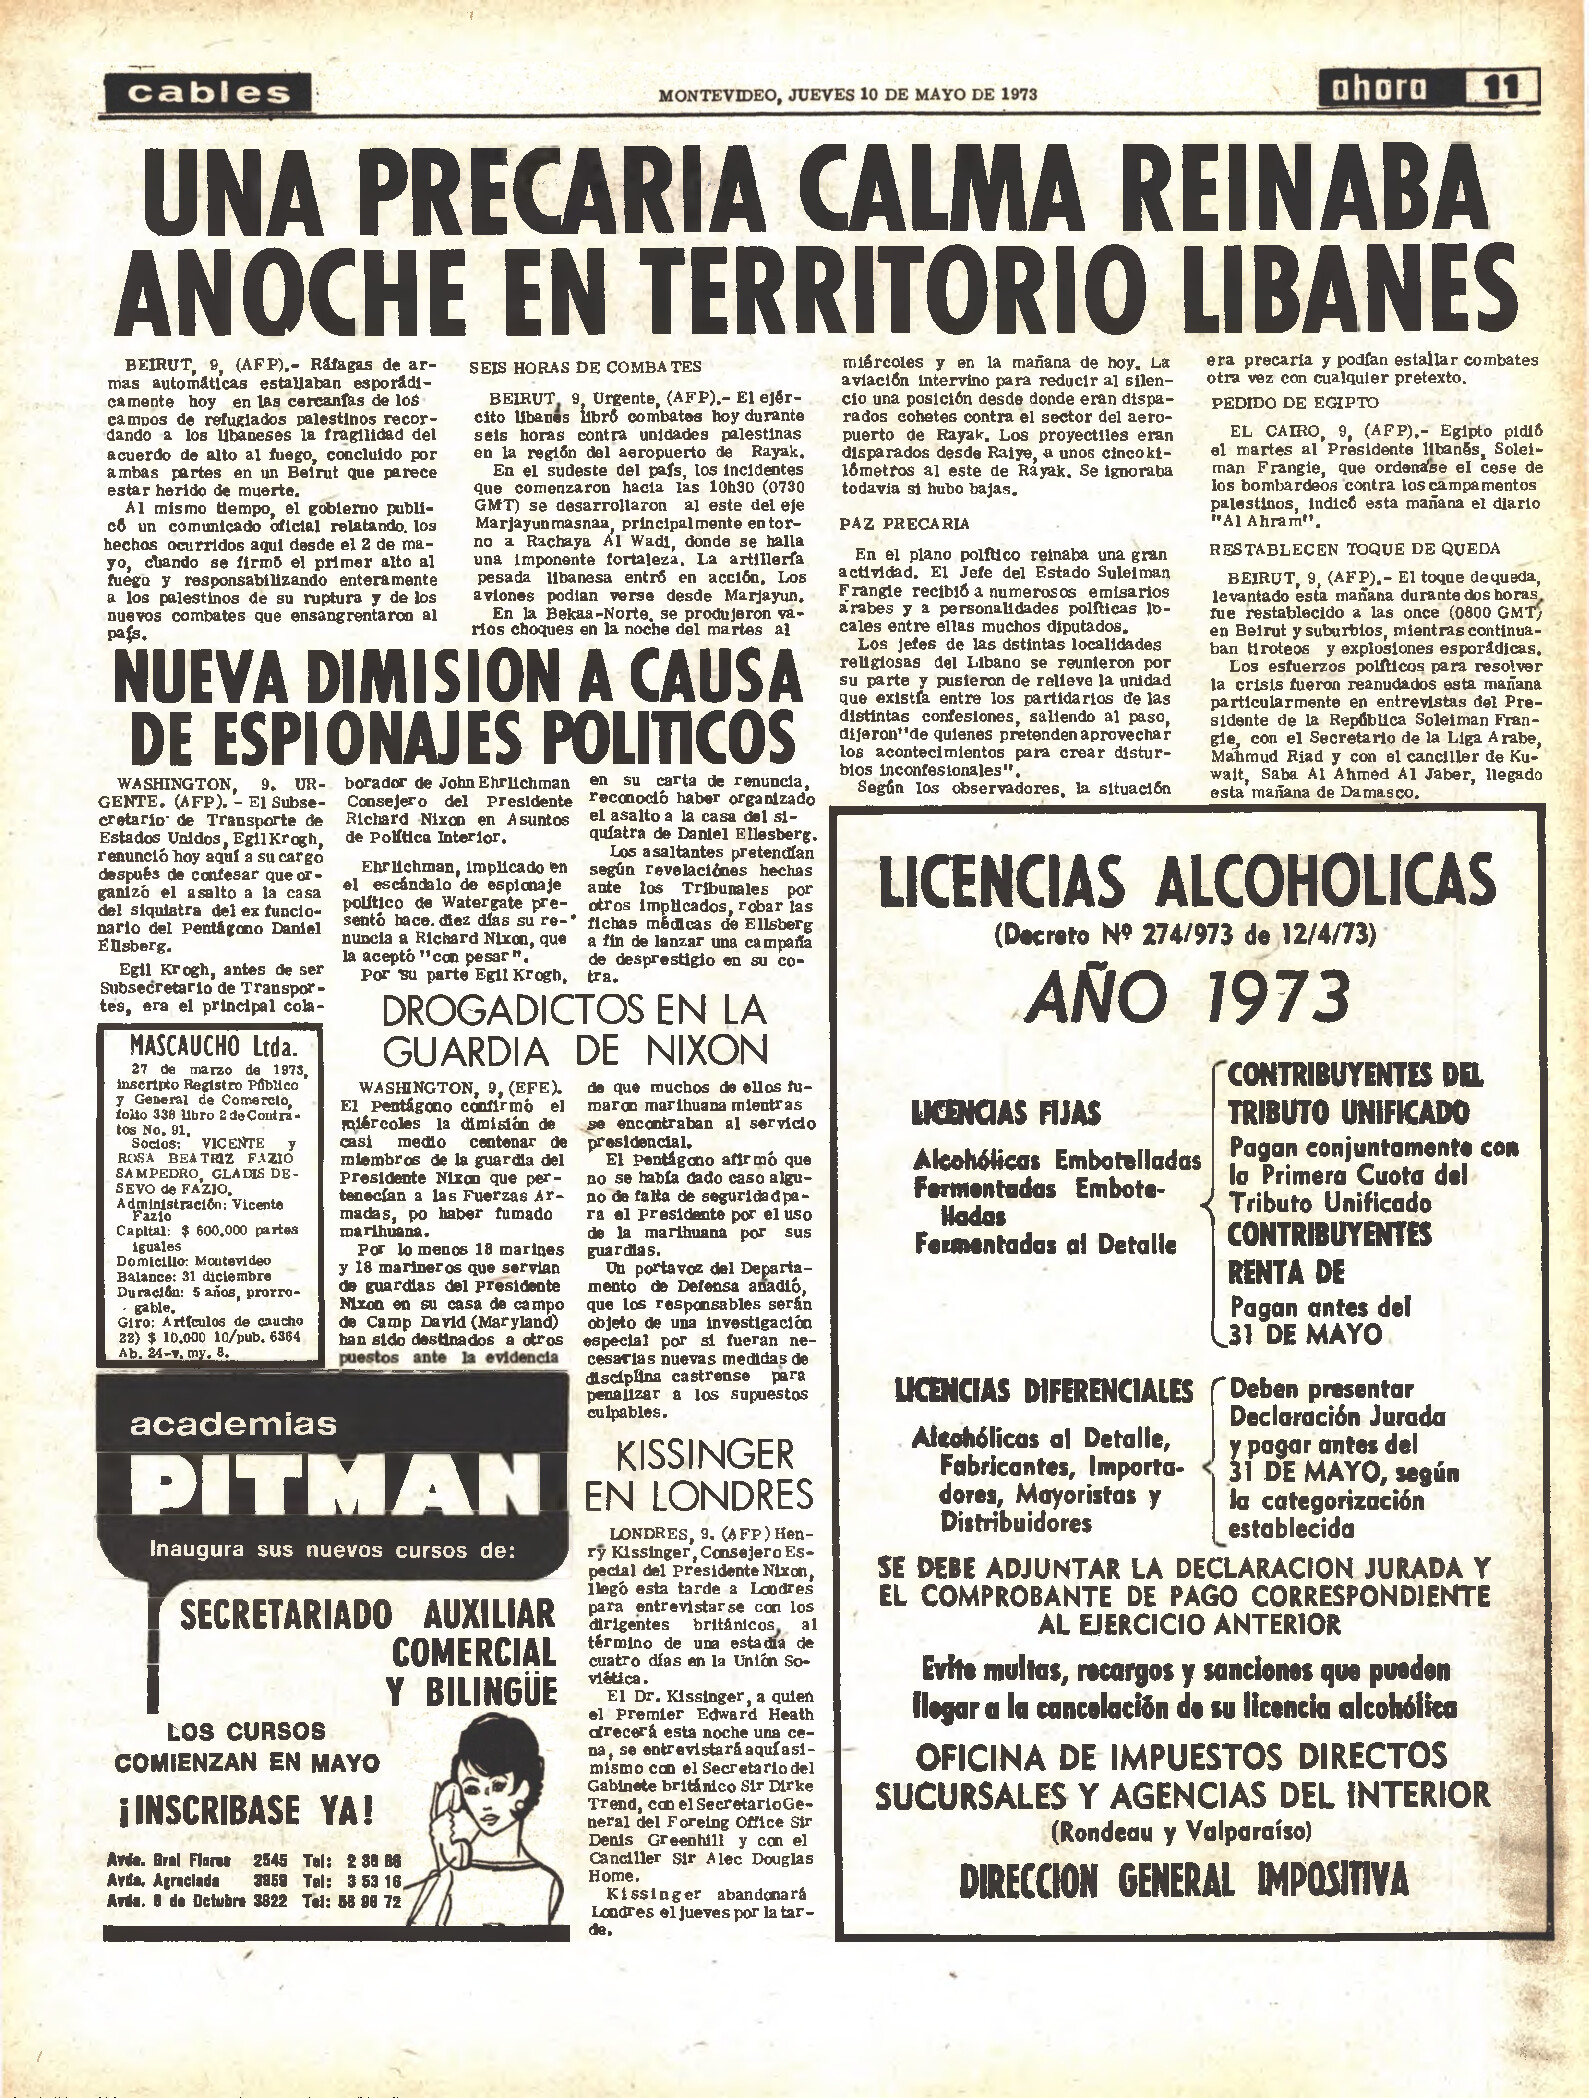 cables
MONTEVIDEO, JUEVES 10 DE MAYO DE 1973
ahora 11
UNA PRECARIA CALMA REINABA
ANOCHE EN TERRITORIO LIBANES
BEIRUT, 9, (AFP).- Ráfagas de ar-
mas automáticas estallaban esporádi-
camente hoy en las cercanías de los
campos de refugiados palestinos recor-
dando a los libaneses la fragilidad del
acuerdo de alto al fuego, concluido por
ambas partes en un Beirut que parece
estar herido de muerte.
Al mismo tiempo, el gobierno publi-
có un comunicado oficial relatando los
hechos ocurridos aquí desde el 2 de ma-
yo, cuando se firmó el primer alto al
fuego y responsabilizando enteramente
a los palestinos de su ruptura y de los
nuevos combates que ensangrentaron al
país.
SEIS HORAS DE COMBATES
BEIRUT, 9, Urgente, (AFP).- El ejér-
cito libanés libró combates hoy durante
seis horas contra unidades palestinas
en la región del aeropuerto de Rayak.
En el sudeste del país, los incidentes
que comenzaron hacia las 10h30 (0730
GMT) se desarrollaron al este del eje
Marjayunmasnaa, principalmente en tor-
no a Rachaya Al Wadi, donde se halla
una imponente fortaleza. La artillería
pesada libanesa entró en acción. Los
aviones podían verse desde Marjayun.
En la Bekaa-Norte, se produjeron va-
rios choques en la noche del martes al
miércoles y en la mañana de hoy. La
aviación intervino para reducir al silen-
cio una posición desde donde eran dispa-
rados cohetes contra el sector del aero-
puerto de Rayak. Los proyectiles eran
disparados desde Raiye, a unos cinco ki-
lómetros al este de Rayak. Se ignoraba
todavía si hubo bajas.
PAZ PRECARIA
En el plano político reinaba una gran
actividad. El Jefe del Estado Suleiman
Frangie recibió a numerosos emisarios
árabes y a personalidades políticas lo-
cales entre ellas muchos diputados.
Los jefes de las dstintas localidades
religiosas del Líbano se reunieron por
su parte y pusieron de relieve la unidad
que existía entre los partidarios de las
distintas confesiones, saliendo al paso,
dijeron "de quienes pretenden aprovechar
los acontecimientos para crear distur-
bios inconfesionales".
Según los observadores, la situación
era precaria y podían estallar combates
otra vez con cualquier pretexto.
PEDIDO DE EGIPTO
EL CAIRO, 9, (AFP).- Egipto pidió
el martes al Presidente libanés, Solei-
man Frangie, que ordenase el cese de
los bombardeos contra los campamentos
palestinos, indicó esta mañana el diario
"Al Ahram".
RESTABLECEN TOQUE DE QUEDA
BEIRUT, 9, (AFP).- El toque de queda,
levantado esta mañana durante dos horas,
fue restablecido a las once (0800 GMT)
en Beirut y suburbios, mientras continua-
ban tiroteos y explosiones esporádicas.
Los esfuerzos políticos para resolver
la crisis fueron reanudados esta mañana
particularmente en entrevistas del Pre-
sidente de la República Soleiman Fran-
gie, con el Secretario de la Liga Arabe,
Mahmud Riad y con el canciller de Ku-
wait, Saba Al Ahmed Al Jaber, llegado
esta mañana de Damasco.
NUEVA DIMISION A CAUSA
DE ESPIONAJES POLITICOS
WASHINGTON, 9. UR-
GENTE. (AFP). - El Subse-
cretario de Transporte de
Estados Unidos, Egil Krogh,
renunció hoy aquí a su cargo
después de confesar que or-
ganizó el asalto a la casa
del siquiatra del ex funcio-
nario del Pentágono Daniel
Ellsberg.
Egil Krogh, antes de ser
Subsecretario de Transpor-
tes, era el principal cola-
borador de John Ehrlichman
Consejero del Presidente
Richard Nixon en Asuntos
de Política Interior.
Ehrlichman, implicado en
el escándalo de espionaje
político de Watergate pre-
sentó hace diez días su re-
nuncia a Richard Nixon, que
la aceptó "con pesar".
Por su parte Egil Krogh,
en su carta de renuncia,
reconoció haber organizado
el asalto a la casa del si-
quiatra de Daniel Ellesberg.
Los asaltantes pretendían
según revelaciónes hechas
ante los Tribunales por
otros implicados, robar las
fichas médicas de Ellsberg
a fin de lanzar una campaña
de desprestigio en su co-
tra.
MASCAUCHO Ltda.
27 de marzo de 1973,
inscripto Registro Público
y General de Comercio,
folio 338 libro 2 de Contra-
tos No. 91.
Socios: VICENTE y
ROSA BEATRIZ FAZIO
SAMPEDRO, GLADIS DE-
SEVO de FAZIO.
Administración: Vicente
Fazio
Capital: $ 600.000 partes
iguales
Domicilio: Montevideo
Balance: 31 diciembre
Duración: 5 años, prorro-
gable.
Giro: Artículos de caucho
22) $ 10.000 10/pub. 6364
Ab. 24-v. my. 8.
DROGADICTOS EN LA
GUARDIA DE NIXON
WASHINGTON, 9, (EFE).
El Pentágono confirmó el
miércoles la dimisión de
casi medio centenar de
miembros de la guardia del
Presidente Nixon que per-
tenecían a las Fuerzas Ar-
madas, po haber fumado
marihuana.
Por lo menos 18 marines
y 18 marineros que servían
de guardias del Presidente
Nixon en su casa de campo
de Camp David (Maryland)
han sido destinados a otros
puestos ante la evidencia
de que muchos de ellos fu-
maron marihuana mientras
se encontraban al servicio
presidencial.
El Pentágono afirmó que
no se había dado caso algu-
no de falta de seguridad pa-
ra el Presidente por el uso
de la marihuana por sus
guardias.
Un portavoz del Departa-
mento de Defensa añadió,
que los responsables serán
objeto de una investigación
especial por si fueran ne-
cesarias nuevas medidas de
disciplina castrense para
penalizar a los supuestos
culpables.
KISSINGER
EN LONDRES
LONDRES, 9. (AFP) Hen-
ry Kissinger, Consejero Es-
pecial del Presidente Nixon,
llegó esta tarde a Londres
para entrevistarse con los
dirigentes británicos, al
término de una estadía de
cuatro días en la Unión So-
viética.
El Dr. Kissinger, a quien
el Premier Edward Heath
ofrecerá esta noche una ce-
na, se entrevistará aquí asi-
mismo con el Secretario del
Gabinete británico Sir Dirke
Trend, con el Secretario Ge-
neral del Foreing Office Sir
Denis Greenhill y con el
Canciller Sir Alec Douglas
Home.
Kissinger abandonará
Londres el jueves por la tar-
de.
academias
PITMAN
Inaugura sus nuevos cursos de:
SECRETARIADO AUXILIAR
COMERCIAL
Y BILINGÜE
LOS CURSOS
COMIENZAN EN MAYO
¡INSCRIBASE YA!
Avda. Gral Flores 2545 Tel: 2 38 86
Avda. Agraciada Tel: 3 53 16
Avda. 8 de Octubre 3822 Tel: 58 98 72
LICENCIAS ALCOHOLICAS
(Decreto Nº 274/973 de 12/4/73)
AÑO 1973
LICENCIAS FIJAS
Alcohólicas Embotelladas
Fermentadas Embote-
lladas
Fermentadas al Detalle
CONTRIBUYENTES DEL
TRIBUTO UNIFICADO
Pagan conjuntamente con
la Primera Cuota del
Tributo Unificado
CONTRIBUYENTES
RENTA DE
Pagan antes del
31 DE MAYO
LICENCIAS DIFERENCIALES
Alcohólicas al Detalle,
Fabricantes, Importa-
dores, Mayoristas y
Distribuidores
Deben presentar
Declaración Jurada
y pagar antes del
31 DE MAYO, según
la categorización
establecida
SE DEBE ADJUNTAR LA DECLARACION JURADA Y
EL COMPROBANTE DE PAGO CORRESPONDIENTE
AL EJERCICIO ANTERIOR
Evite multas, recargos y sanciones que pueden
llegar a la cancelación de su licencia alcohólica
OFICINA DE IMPUESTOS DIRECTOS
SUCURSALES Y AGENCIAS DEL INTERIOR
(Rondeau y Valparaíso)
DIRECCION GENERAL IMPOSITIVA